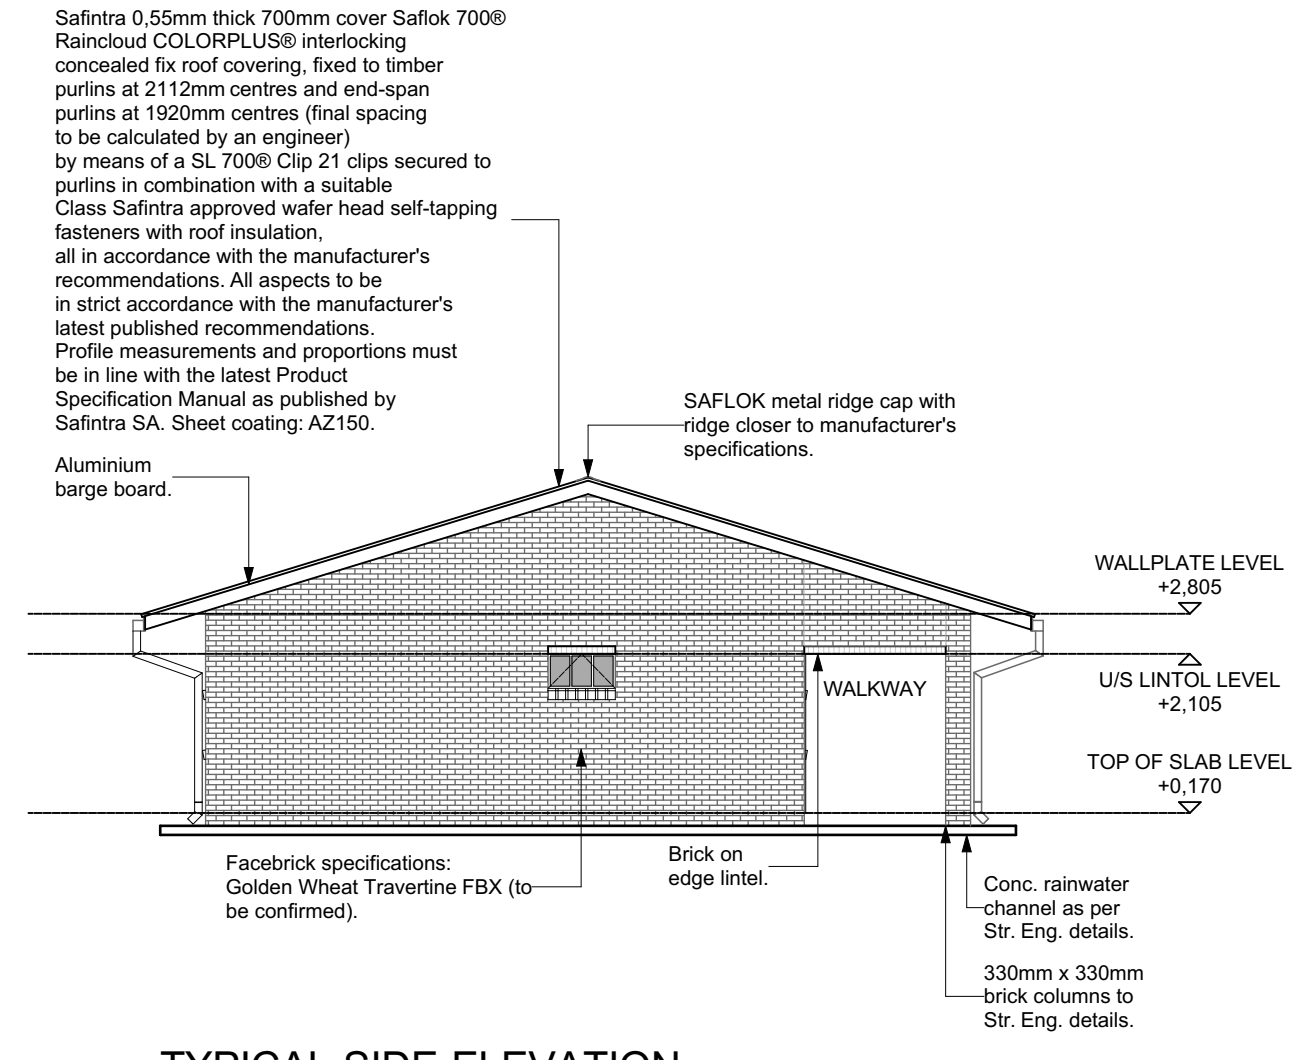 Safintra 0,55mm thick 700mm cover Saflok 700®
Raincloud COLORPLUS® interlocking
concealed fix roof covering, fixed to timber
purlins at 2112mm centres and end-span
purlins at 1920mm centres (final spacing
to be calculated by an engineer)
by means of a SL 700® Clip 21 clips secured to
purlins in combination with a suitable
Class Safintra approved wafer head self-tapping
fasteners with roof insulation,
all in accordance with the manufacturer's
recommendations. All aspects to be
in strict accordance with the manufacturer's
latest published recommendations.
Profile measurements and proportions must
be in line with the latest Product
Specification Manual as published by
Safintra SA. Sheet coating: AZ150.
SAFLOK metal ridge cap with
ridge closer to manufacturer's
specifications.
Aluminium
barge board.
WALLPLATE LEVEL
+2,805
U/S LINTOL LEVEL
+2,105
WALKWAY
TOP OF SLAB LEVEL
+0,170
Facebrick specifications:
Golden Wheat Travertine FBX (to
be confirmed).
Brick on
edge lintel.
Conc. rainwater
channel as per
Str. Eng. details.
330mm x 330mm
brick columns to
Str. Eng. details.
TYPICAL SIDE ELEVATION